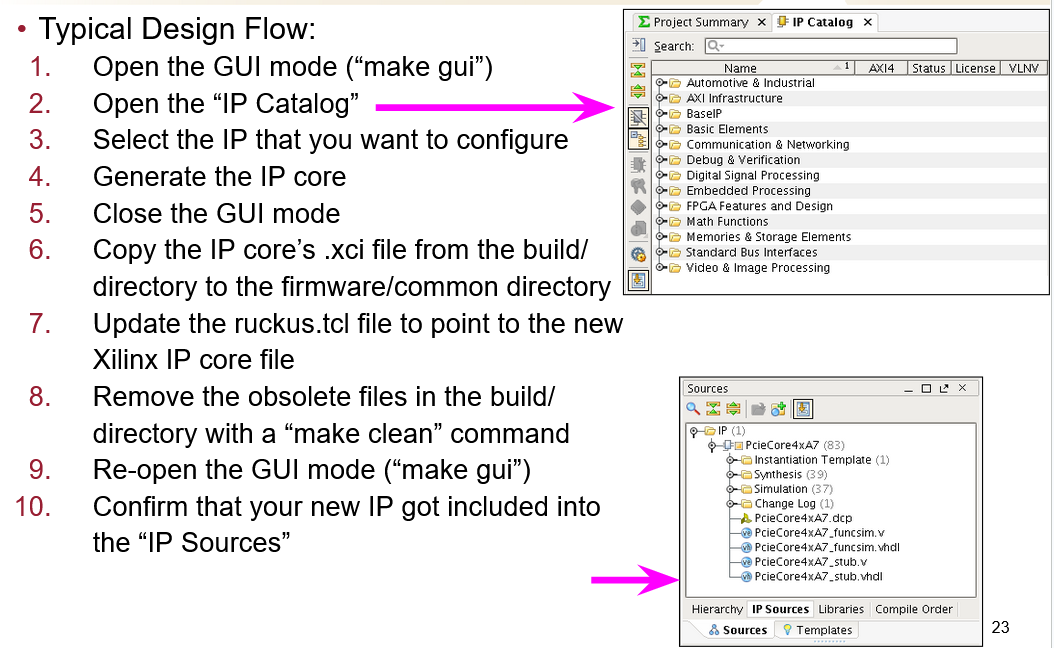 • Typical Design Flow:
1. Open the GUI mode (“make gui”)
2. Open the “IP Catalog”
3. Select the IP that you want to configure
4. Generate the IP core
5. Close the GUI mode
6. Copy the IP core’s .xci file from the build/
directory to the firmware/common directory
7. Update the ruckus.tcl file to point to the new
Xilinx IP core file
8. Remove the obsolete files in the build/
directory with a “make clean” command
9. Re-open the GUI mode (“make gui”)
10. Confirm that your new IP got included into
the “IP Sources”
Project Summary × IP Catalog ×
Search:
Name 1 AXI4 Status License VLNV
Automotive & Industrial
AXI Infrastructure
BaseIP
Basic Elements
Communication & Networking
Debug & Verification
Digital Signal Processing
Embedded Processing
FPGA Features and Design
Math Functions
Memories & Storage Elements
Standard Bus Interfaces
Video & Image Processing
Sources
IP (1)
PcieCore4xA7 (83)
Instantiation Template (1)
Synthesis (39)
Simulation (37)
Change Log (1)
PcieCore4xA7.dcp
PcieCore4xA7_funcsim.v
PcieCore4xA7_funcsim.vhdl
PcieCore4xA7_stub.v
PcieCore4xA7_stub.vhdl
Hierarchy IP Sources Libraries Compile Order
Sources Templates
23